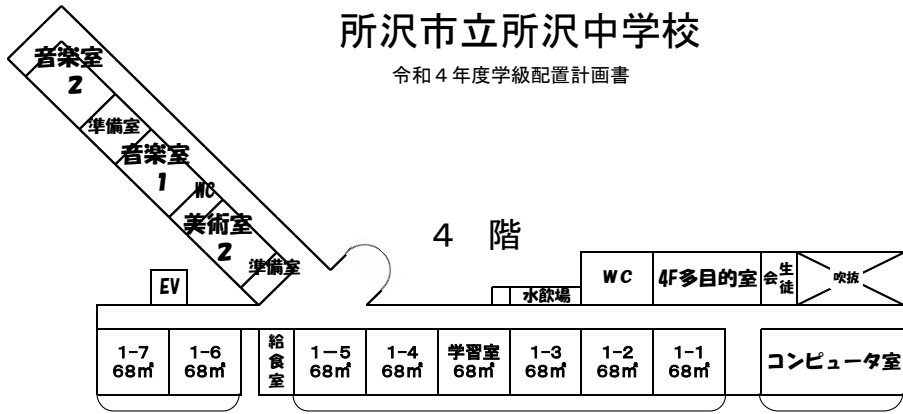 所沢市立所沢中学校
令和４年度学級配置計画書
音楽室
2
準備室
音楽室
1
WC
美術室
2
準備室
４　階
EV
水飲場
WC
4F多目的室
生徒会
吹抜
1-7
68㎡
1-6
68㎡
給食室
1－5
68㎡
1-4
68㎡
学習室
68㎡
1-3
68㎡
1-2
68㎡
1-1
68㎡
コンピュータ室